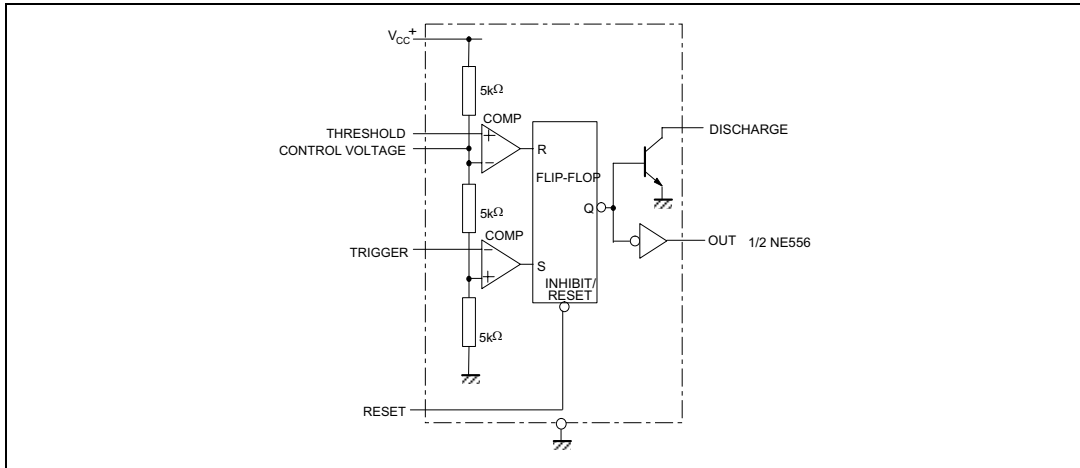 VCC+
5kΩ
COMP
THRESHOLD
+
CONTROL VOLTAGE
−
R
DISCHARGE
FLIP-FLOP
5kΩ
Q
COMP
OUT 1/2 NE556
TRIGGER
−
S
+
INHIBIT/
RESET
5kΩ
RESET